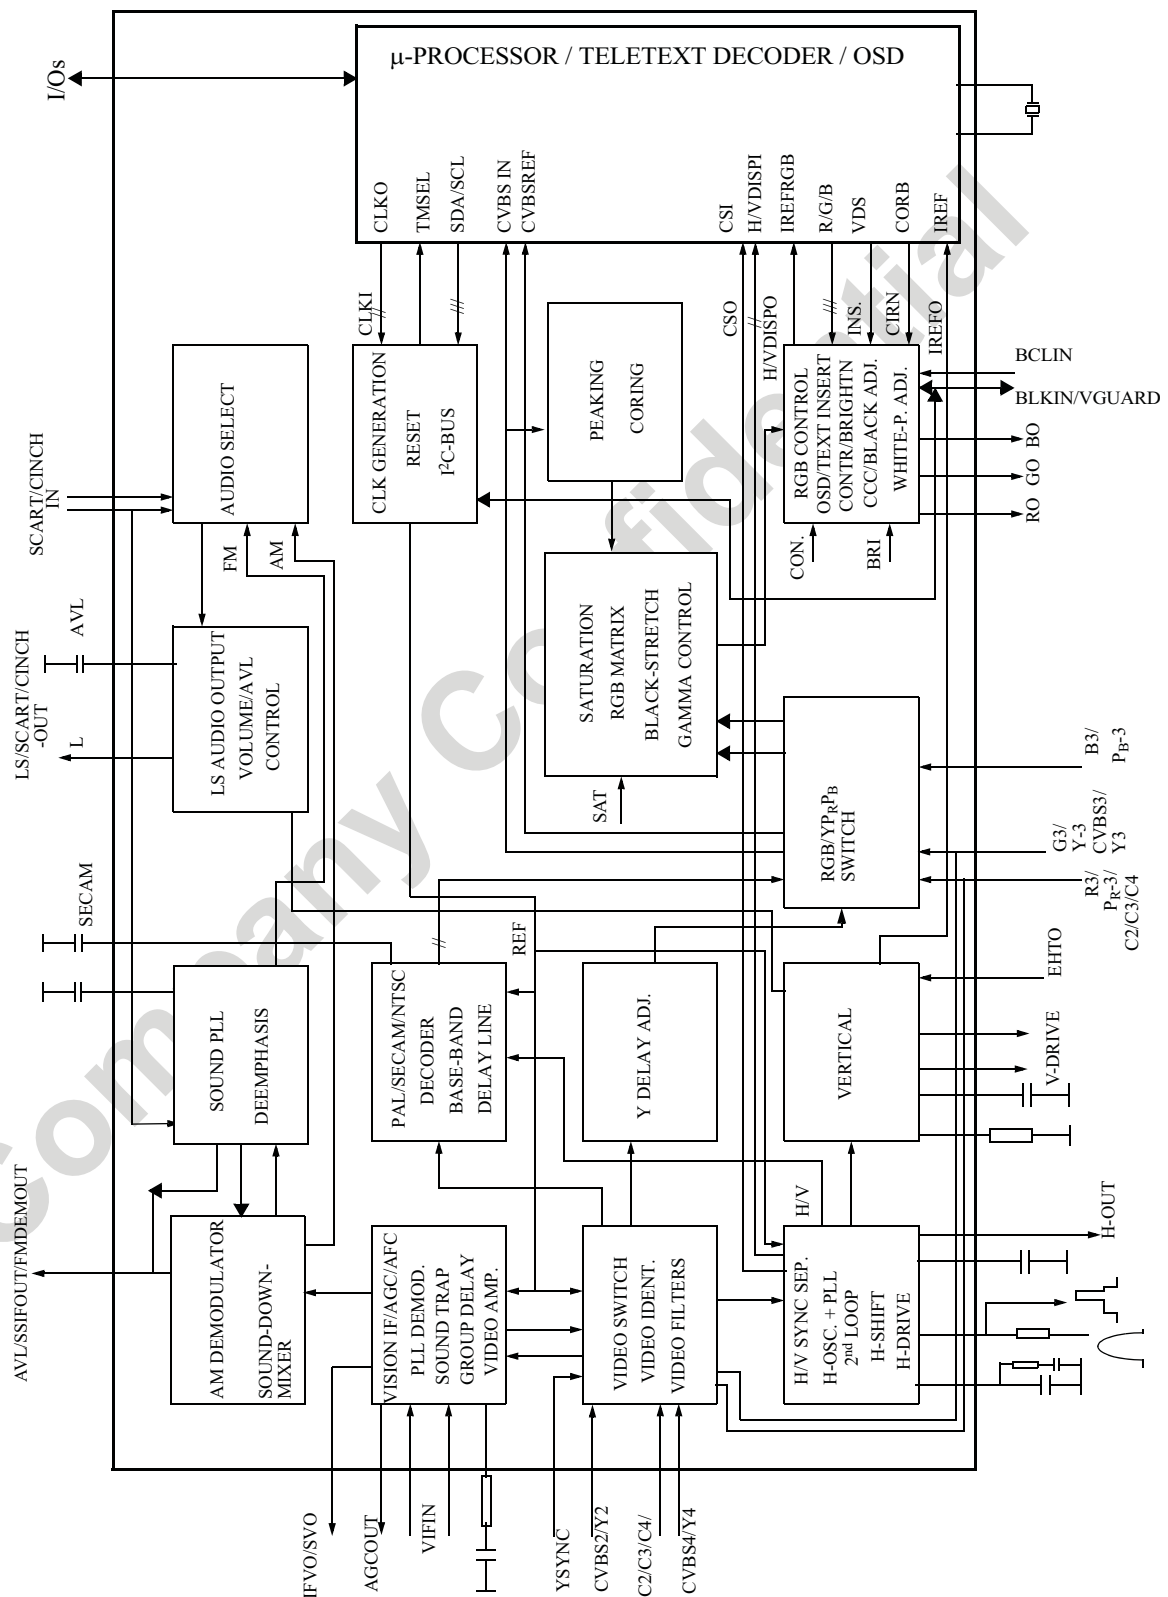 I/Os
μ-PROCESSOR / TELETEXT DECODER / OSD
CLKO
TMSEL
SDA/SCL
CVBS IN
CVBSREF
CSI
H/VDISPI
IREFRGB
R/G/B
VDS
CORB
IREF
CLKI
CSO
H/VDISPO
INS.
CIRN
IREFO
SCART/CINCH
IN
AUDIO SELECT
FM
AM
CLK GENERATION
RESET
I²C-BUS
PEAKING
CORING
RGB CONTROL
OSD/TEXT INSERT
CONTR/BRIGHTN
CCC/BLACK ADJ.
WHITE-P. ADJ.
BCLIN
BLKIN/VGUARD
BO
GO
RO
CON.
BRI
LS/SCART/CINCH
-OUT
L
AVL
LS AUDIO OUTPUT
VOLUME/AVL
CONTROL
SATURATION
RGB MATRIX
BLACK-STRETCH
GAMMA CONTROL
SAT
RGB/YPRPB
SWITCH
B3/
PB-3
G3/
Y-3
CVBS3/
Y3
R3/
PR-3/
C2/C3/C4
SECAM
SOUND PLL
DEEMPHASIS
PAL/SECAM/NTSC
DECODER
BASE-BAND
DELAY LINE
REF
Y DELAY ADJ.
VERTICAL
EHTO
V-DRIVE
AVL/SSIFOUT/FMDEMOUT
AM DEMODULATOR
SOUND-DOWN-
MIXER
VISION IF/AGC/AFC
PLL DEMOD.
SOUND TRAP
GROUP DELAY
VIDEO AMP.
VIDEO SWITCH
VIDEO IDENT.
VIDEO FILTERS
H/V
H/V SYNC SEP.
H-OSC. + PLL
2nd LOOP
H-SHIFT
H-DRIVE
H-OUT
IFVO/SVO
AGCOUT
VIFIN
YSYNC
CVBS2/Y2
C2/C3/C4/
CVBS4/Y4
Company Confidential